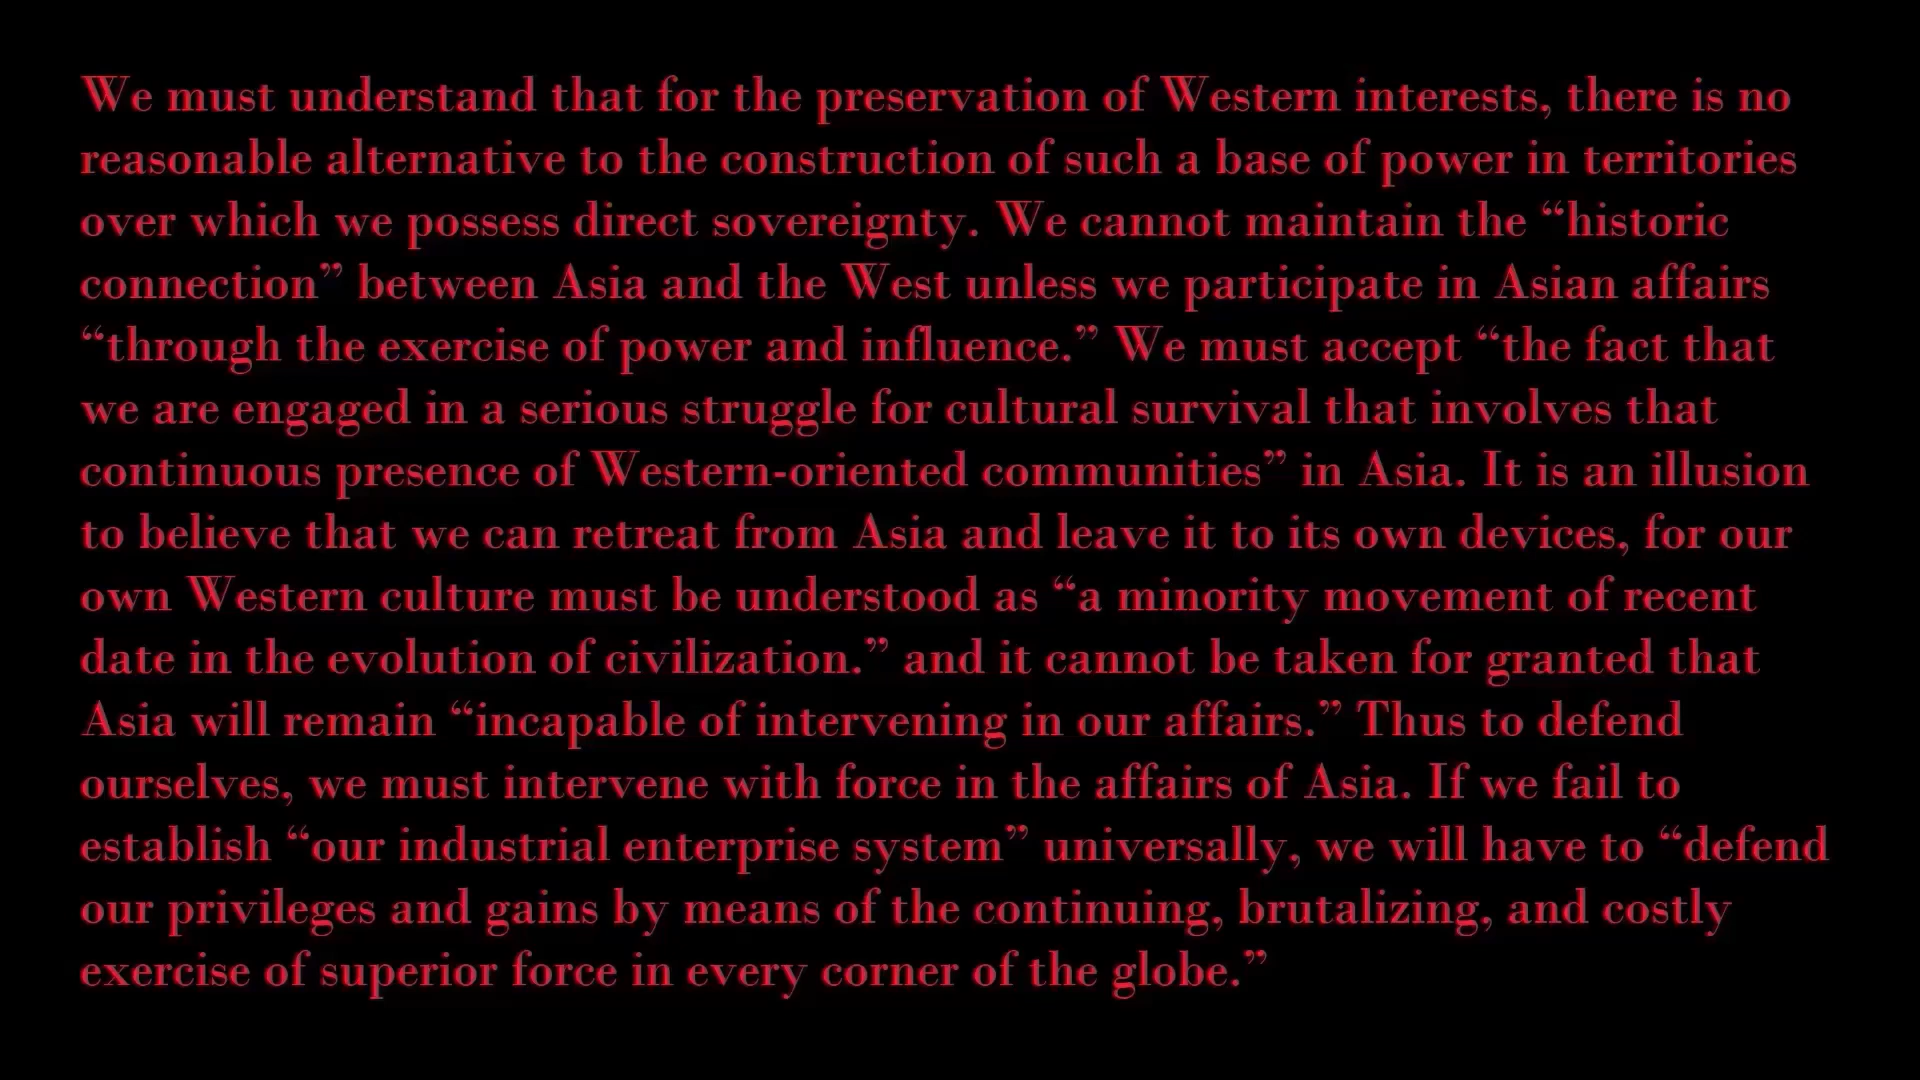 We must understand that for the preservation of Western interests, there is no
reasonable alternative to the construction of such a base of power in territories
over which we possess direct sovereignty. We cannot maintain the “historic
connection” between Asia and the West unless we participate in Asian affairs
“through the exercise of power and influence.” We must accept “the fact that
we are engaged in a serious struggle for cultural survival that involves that
continuous presence of Western-oriented communities” in Asia. It is an illusion
to believe that we can retreat from Asia and leave it to its own devices, for our
own Western culture must be understood as “a minority movement of recent
date in the evolution of civilization.” and it cannot be taken for granted that
Asia will remain “incapable of intervening in our affairs.” Thus to defend
ourselves, we must intervene with force in the affairs of Asia. If we fail to
establish “our industrial enterprise system” universally, we will have to “defend
our privileges and gains by means of the continuing, brutalizing, and costly
exercise of superior force in every corner of the globe.”